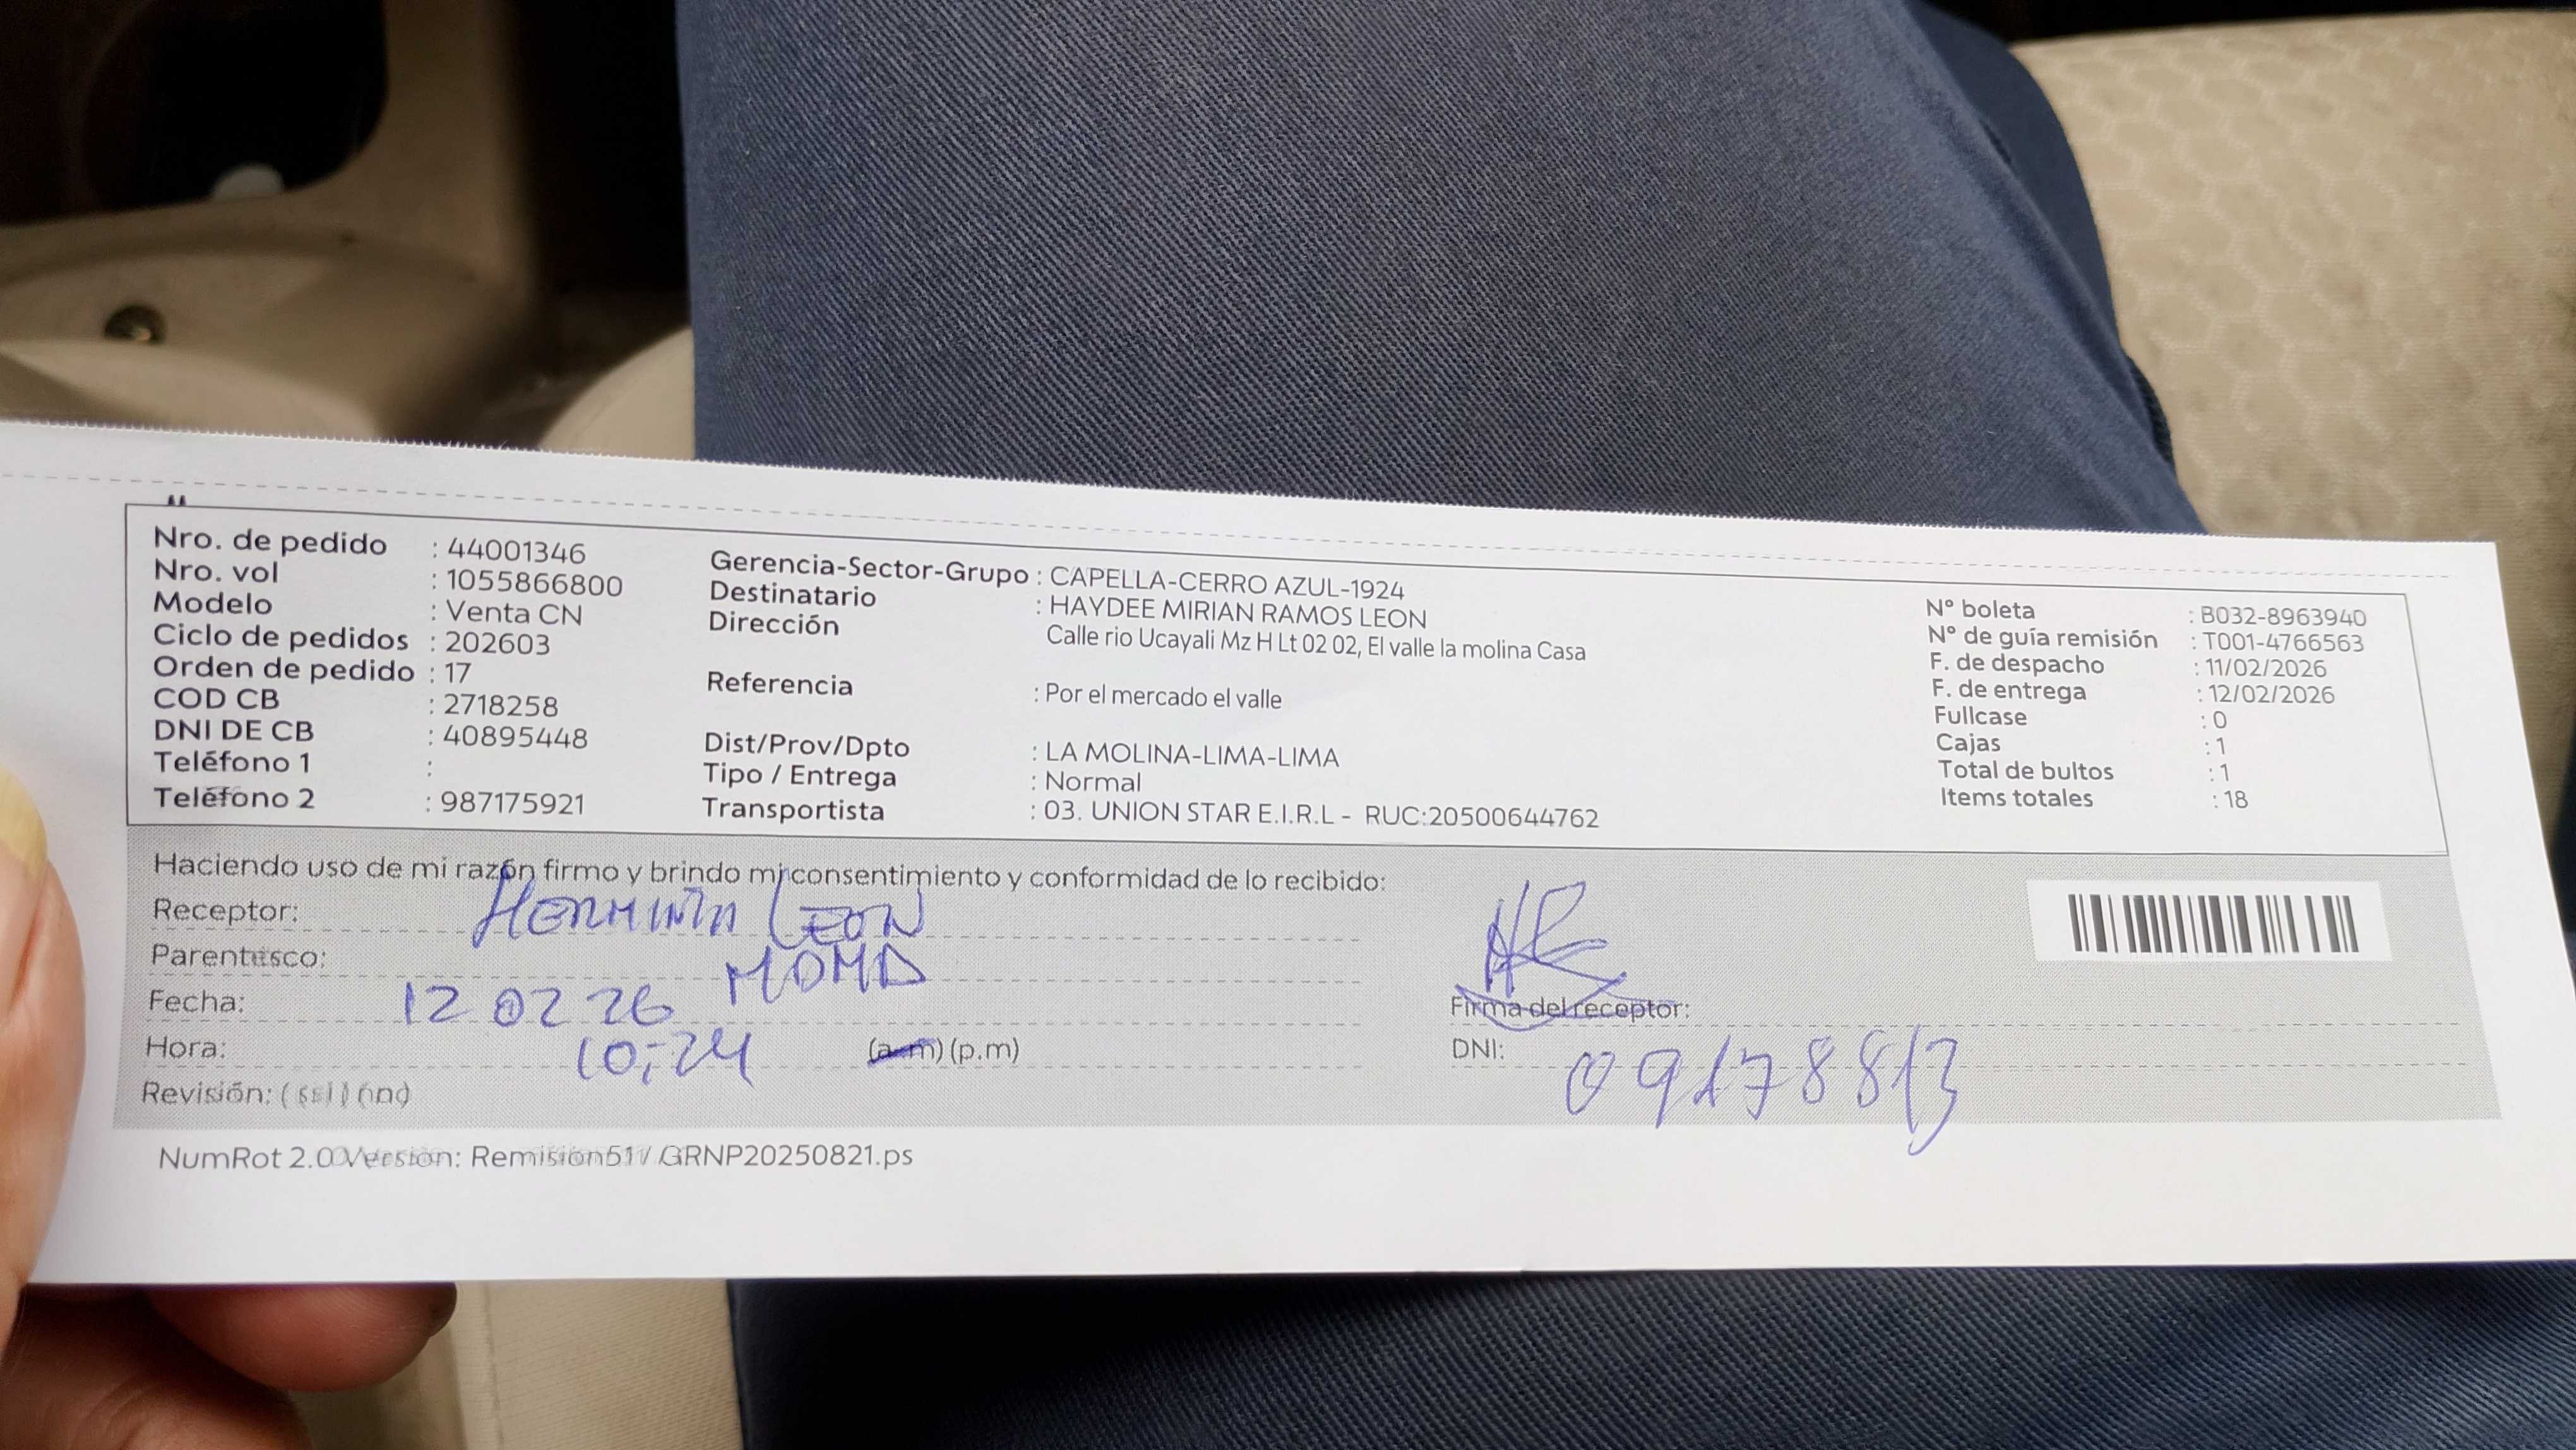 Nro. de pedido : 44001346
Nro. vol : 1055866800
Modelo : Venta CN
Ciclo de pedidos : 202603
Orden de pedido : 17
COD CB : 2718258
DNI DE CB : 40895448
Teléfono 1 :
Teléfono 2 : 987175921
Gerencia-Sector-Grupo : CAPELLA-CERRO AZUL-1924
Destinatario : HAYDEE MIRIAN RAMOS LEON
Dirección Calle rio Ucayali Mz H Lt 02 02, El valle la molina Casa
Referencia : Por el mercado el valle
Dist/Prov/Dpto : LA MOLINA-LIMA-LIMA
Tipo / Entrega : Normal
Transportista : 03. UNION STAR E.I.R.L - RUC:20500644762
N° boleta : B032-8963940
N° de guía remisión : T001-4766563
F. de despacho : 11/02/2026
F. de entrega : 12/02/2026
Fullcase : 0
Cajas : 1
Total de bultos : 1
Items totales : 18
Haciendo uso de mi razón firmo y brindo mi consentimiento y conformidad de lo recibido:
Receptor: LEON
Parentesco: MOMA
Fecha: 12 02 26
Hora: 10:24 (a.m) (p.m)
Revisión: (si) (no)
Firma del receptor:
DNI: 09178813
NumRot 2.0 Versión: Remision51/ GRNP20250821.ps